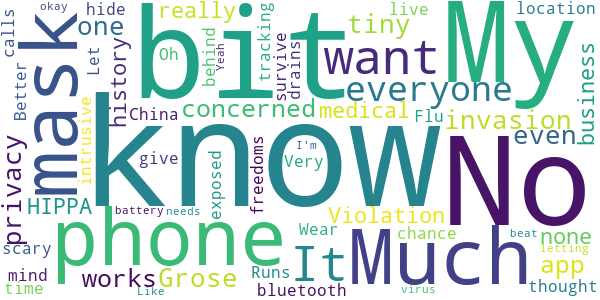 okay
calls
hide
one
really
tiny
live
location
Oh
behind
Yeah
tracking
survive
drains
want
My
bit
mask
Better
Let
history
China
concerned
everyone
medical
Flu
invasion
even
business
know
No
intrusive
give
exposed
freedoms
I'm
Very
privacy
HIPPA
battery
needs
Wear
Violation
chance
beat
none
letting
phone
It
Much
app
scary
mind
time
works
Like
Grose
Runs
bluetooth
virus
thought